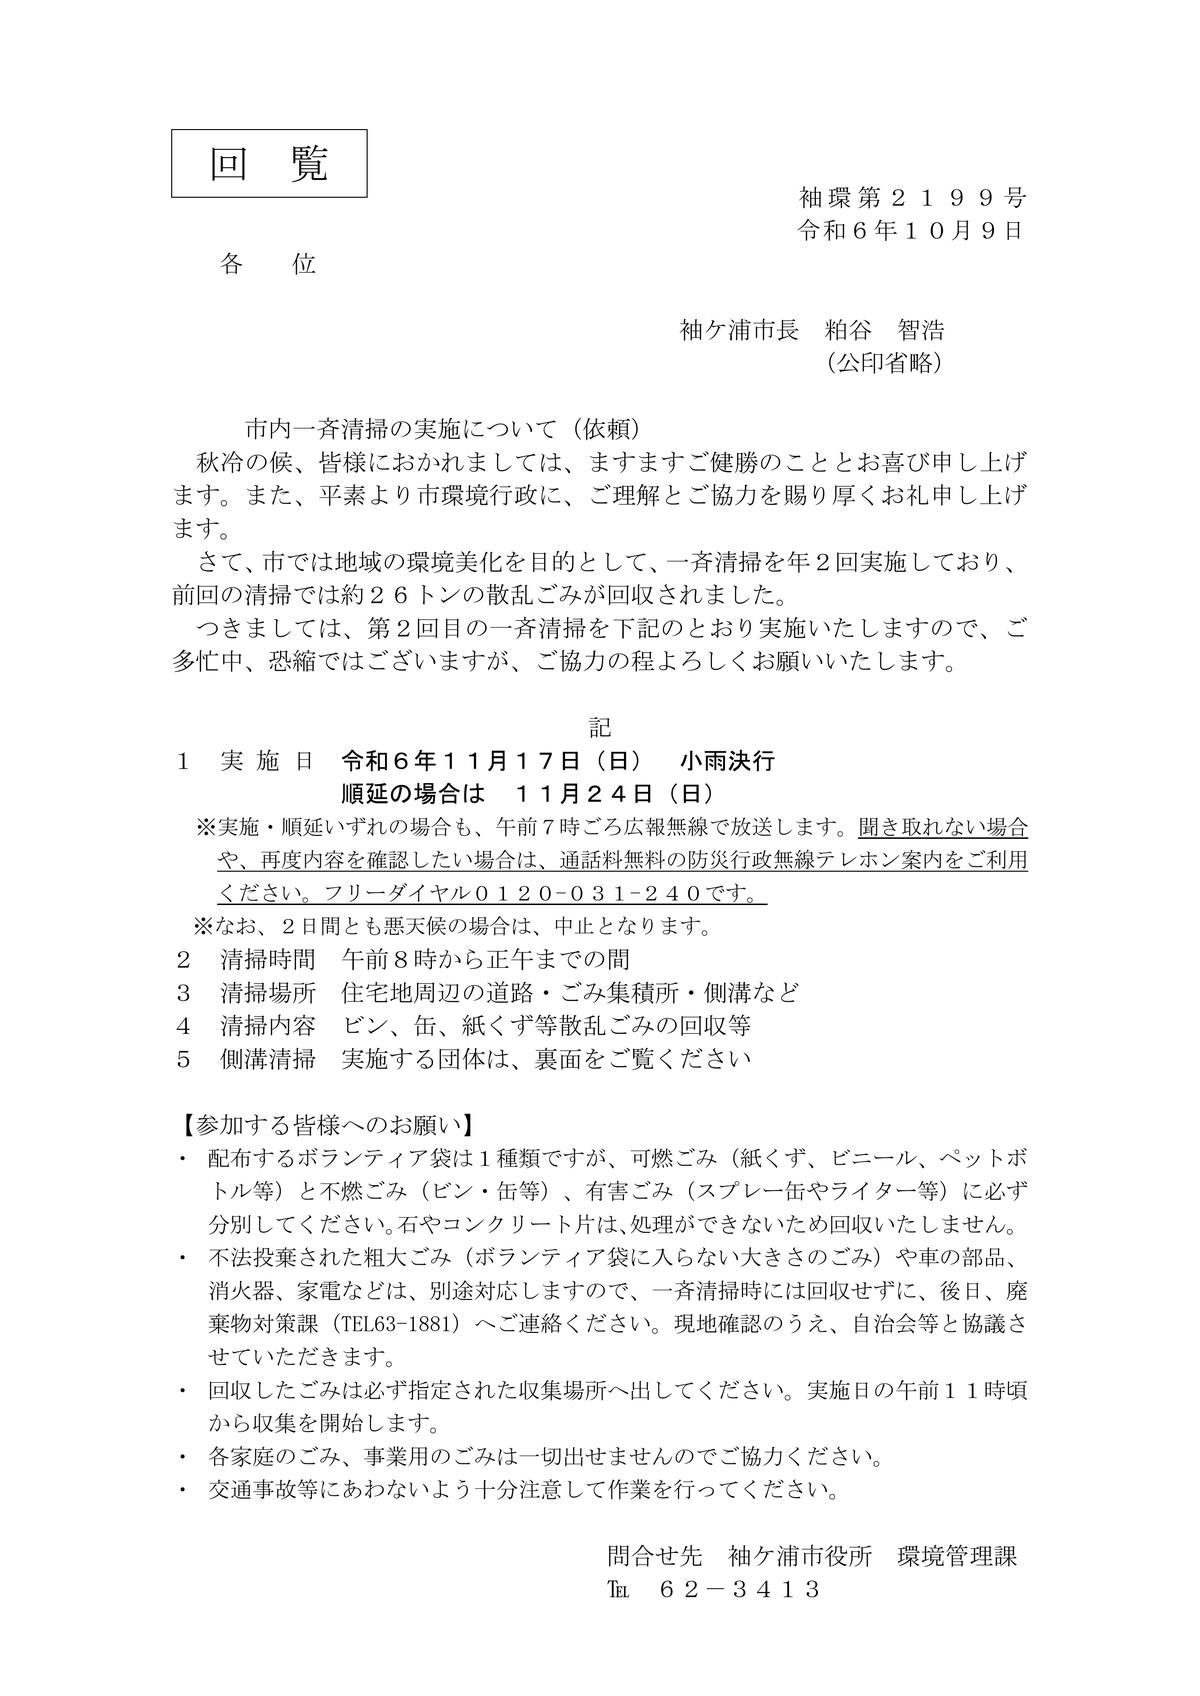 回　覧
袖環第２１９９号
令和６年１０月９日
各　　位
袖ケ浦市長　粕谷　智浩
（公印省略）
市内一斉清掃の実施について（依頼）
秋冷の候、皆様におかれましては、ますますご健勝のこととお喜び申し上げ
ます。また、平素より市環境行政に、ご理解とご協力を賜り厚くお礼申し上げ
ます。
さて、市では地域の環境美化を目的として、一斉清掃を年２回実施しており、
前回の清掃では約２６トンの散乱ごみが回収されました。
つきましては、第２回目の一斉清掃を下記のとおり実施いたしますので、ご
多忙中、恐縮ではございますが、ご協力の程よろしくお願いいたします。
記
１　実 施 日　令和６年１１月１７日（日）　小雨決行
順延の場合は　１１月２４日（日）
※実施・順延いずれの場合も、午前７時ごろ広報無線で放送します。聞き取れない場合
や、再度内容を確認したい場合は、通話料無料の防災行政無線テレホン案内をご利用
ください。フリーダイヤル０１２０−０３１−２４０です。
※なお、２日間とも悪天候の場合は、中止となります。
２　清掃時間　午前８時から正午までの間
３　清掃場所　住宅地周辺の道路・ごみ集積所・側溝など
４　清掃内容　ビン、缶、紙くず等散乱ごみの回収等
５　側溝清掃　実施する団体は、裏面をご覧ください
【参加する皆様へのお願い】
・ 配布するボランティア袋は１種類ですが、可燃ごみ（紙くず、ビニール、ペットボ
トル等）と不燃ごみ（ビン・缶等）、有害ごみ（スプレー缶やライター等）に必ず
分別してください。石やコンクリート片は、処理ができないため回収いたしません。
・ 不法投棄された粗大ごみ（ボランティア袋に入らない大きさのごみ）や車の部品、
消火器、家電などは、別途対応しますので、一斉清掃時には回収せずに、後日、廃
棄物対策課（TEL63-1881）へご連絡ください。現地確認のうえ、自治会等と協議さ
せていただきます。
・ 回収したごみは必ず指定された収集場所へ出してください。実施日の午前１１時頃
から収集を開始します。
・ 各家庭のごみ、事業用のごみは一切出せませんのでご協力ください。
・ 交通事故等にあわないよう十分注意して作業を行ってください。
問合せ先　袖ケ浦市役所　環境管理課
℡　６２－３４１３